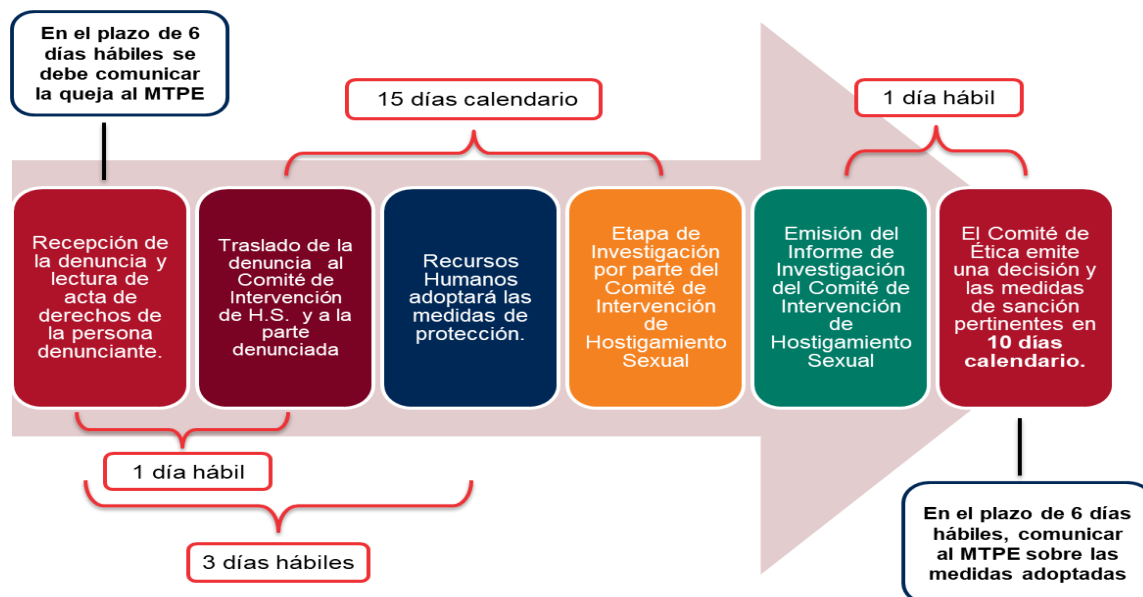 En el plazo de 6
días hábiles se
debe comunicar
la queja al MTPE
15 días calendario
1 día hábil
Recepción de
la denuncia y
lectura de
acta de
derechos de
la persona
denunciante.
Traslado de la
denuncia al
Comité de
Intervención
de H.S. y a la
parte
denunciada
Recursos
Humanos
adoptará las
medidas de
protección.
Etapa de
Investigación
por parte del
Comité de
Intervención
de
Hostigamiento
Sexual
Emisión del
Informe de
Investigación
del Comité de
Intervención
de
Hostigamiento
Sexual
El Comité de
Ética emite
una decisión y
las medidas
de sanción
pertinentes en
10 días
calendario.
1 día hábil
3 días hábiles
En el plazo de 6 días
hábiles, comunicar
al MTPE sobre las
medidas adoptadas